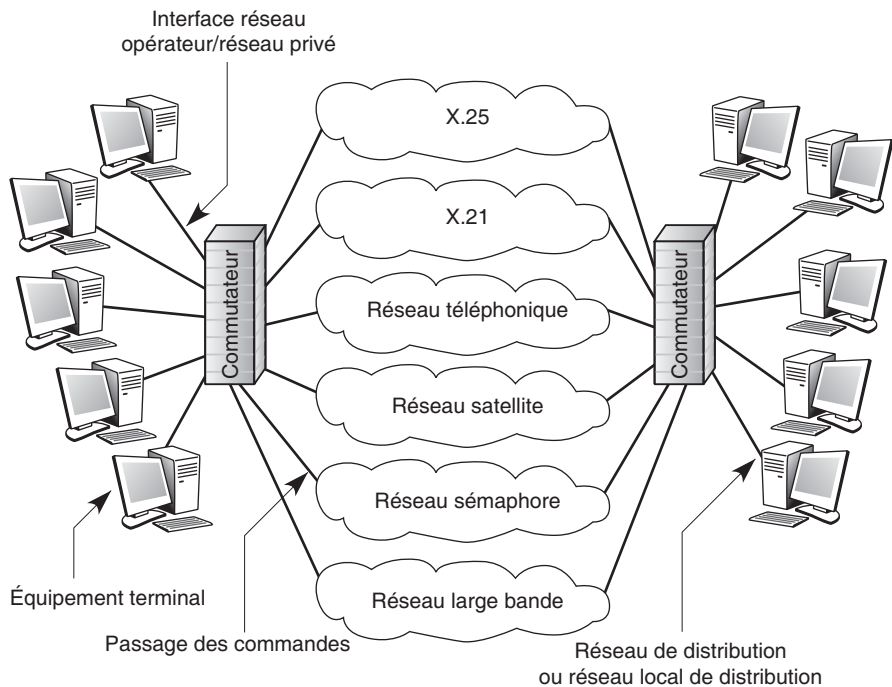 Interface réseau
opérateur/réseau privé
X.25
X.21
Commutateur
Commutateur
Réseau téléphonique
Réseau satellite
Réseau sémaphore
Réseau large bande
Équipement terminal
Passage des commandes
Réseau de distribution
ou réseau local de distribution